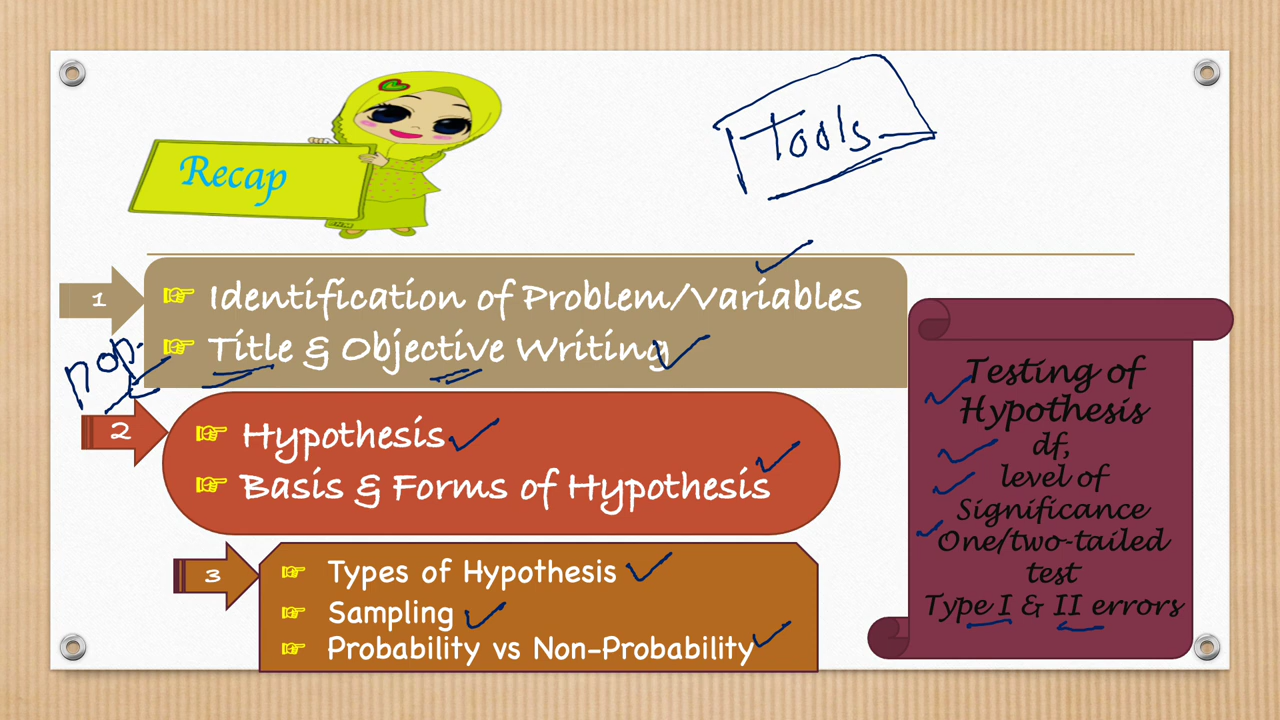 Recap
Tools
1
Identification of Problem/Variables
Title & Objective Writing
pop.
2
Hypothesis
Basis & Forms of Hypothesis
3
Types of Hypothesis
Sampling
Probability vs Non-Probability
Testing of
Hypothesis
df,
level of
Significance
One/two-tailed
test
Type I & II errors